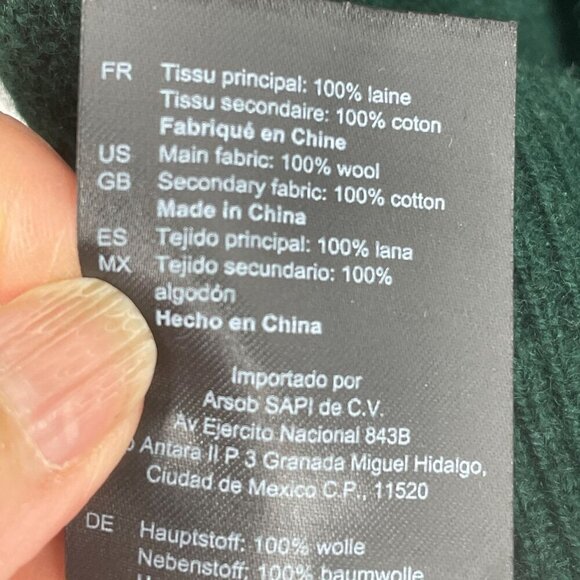 FR Tissu principal: 100% laine
Tissu secondaire: 100% coton
Fabriqué en Chine
US Main fabric: 100% wool
GB Secondary fabric: 100% cotton
Made in China
ES Tejido principal: 100% lana
MX Tejido secundario: 100%
algodón
Hecho en China
Importado por
Arsob SAPI de C.V.
Av Ejercito Nacional 843B
Antara II P 3 Granada Miguel Hidalgo,
Ciudad de Mexico C.P., 11520
DE Hauptstoff: 100% wolle
Nebenstoff: 100% baumwolle